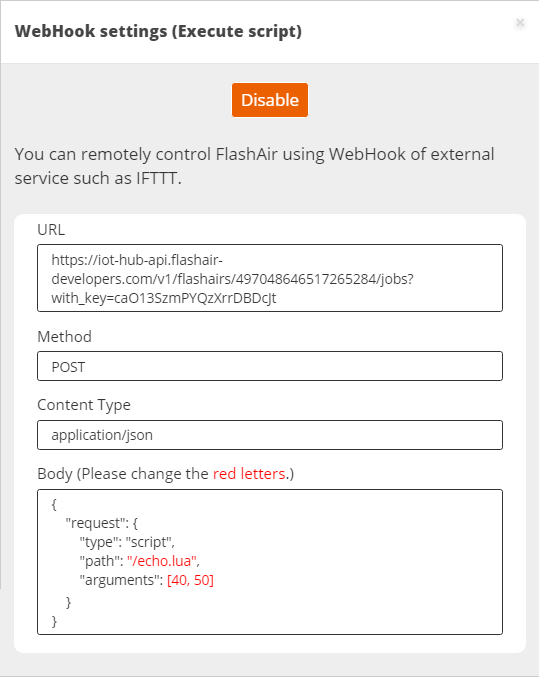 WebHook settings (Execute script)
×
Disable
You can remotely control FlashAir using WebHook of external
service such as IFTTT.
URL
https://iot-hub-api.flashair-
developers.com/v1/flashairs/497048646517265284/jobs?
with_key=caO13SzmPYQzXrrDBDcJt
Method
POST
Content Type
application/json
Body (Please change the red letters.)
{
"request": {
"type": "script",
"path": "/echo.lua",
"arguments": [40, 50]
}
}